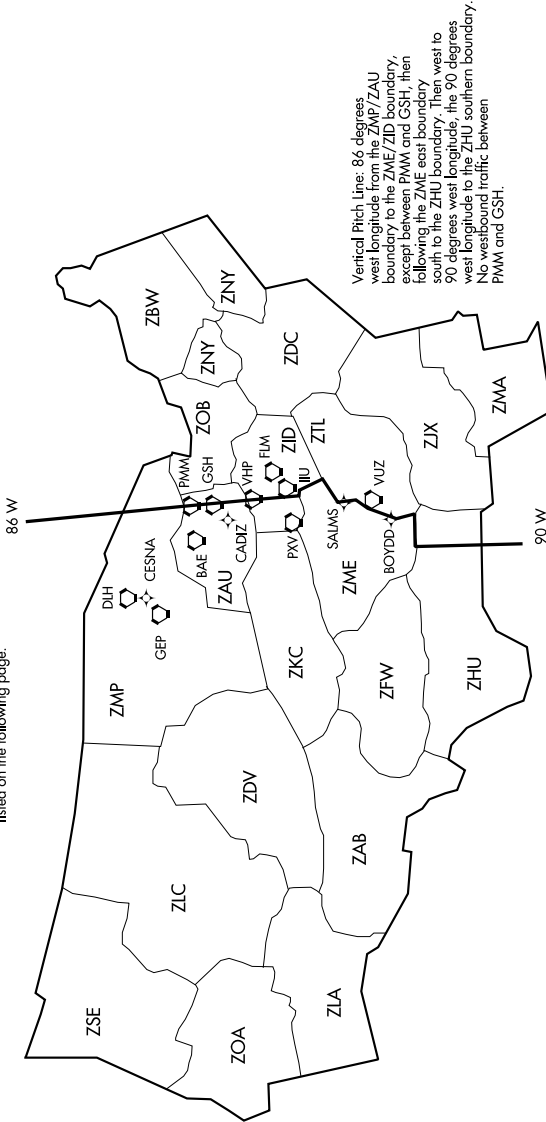 listed on the following page.
86 W
ZSE
ZLC
ZMP
DLH
CESNA
GEP
PMM
GSH
BAE
CADIZ
ZAU
VHP
FLM
ZID
IIU
PXV
ZOB
ZBW
ZNY
ZNY
ZDC
ZOA
ZDV
ZKC
ZME
SALMS
ZTL
VUZ
BOYDD
ZLA
ZAB
ZFW
ZHU
ZJX
ZMA
90 W
Vertical Pitch Line: 86 degrees
west longitude from the ZMP/ZAU
boundary to the ZME/ZID boundary,
except between PMM and GSH, then
following the ZME east boundary
south to the ZHU boundary. Then west to
90 degrees west longitude, the 90 degrees
west longitude to the ZHU southern boundary.
No westbound traffic between
PMM and GSH.